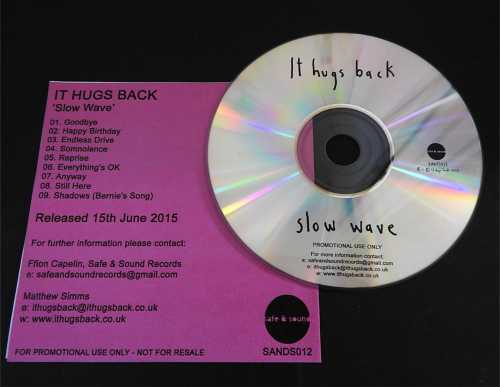 IT HUGS BACK
'Slow Wave'
01. Goodbye
02. Happy Birthday
03. Endless Drive
04. Somnolence
05. Reprise
06. Everything's OK
07. Anyway
08. Still Here
09. Shadows (Bernie's Song)
Released 15th June 2015
For further information please contact:
Ffion Capelin, Safe & Sound Records
e: safeandsoundrecords@gmail.com
Matthew Simms
e: ithugsback@ithugsback.co.uk
w: www.ithugsback.co.uk
safe & sound
FOR PROMOTIONAL USE ONLY - NOT FOR RESALE
SANDS012
It hugs back
safe & sound
SANDS012
slow wave
PROMOTIONAL USE ONLY
For more information contact:
e: safeandsoundrecords@gmail.com
e: ithugsback@ithugsback.co.uk
w: www.ithugsback.co.uk